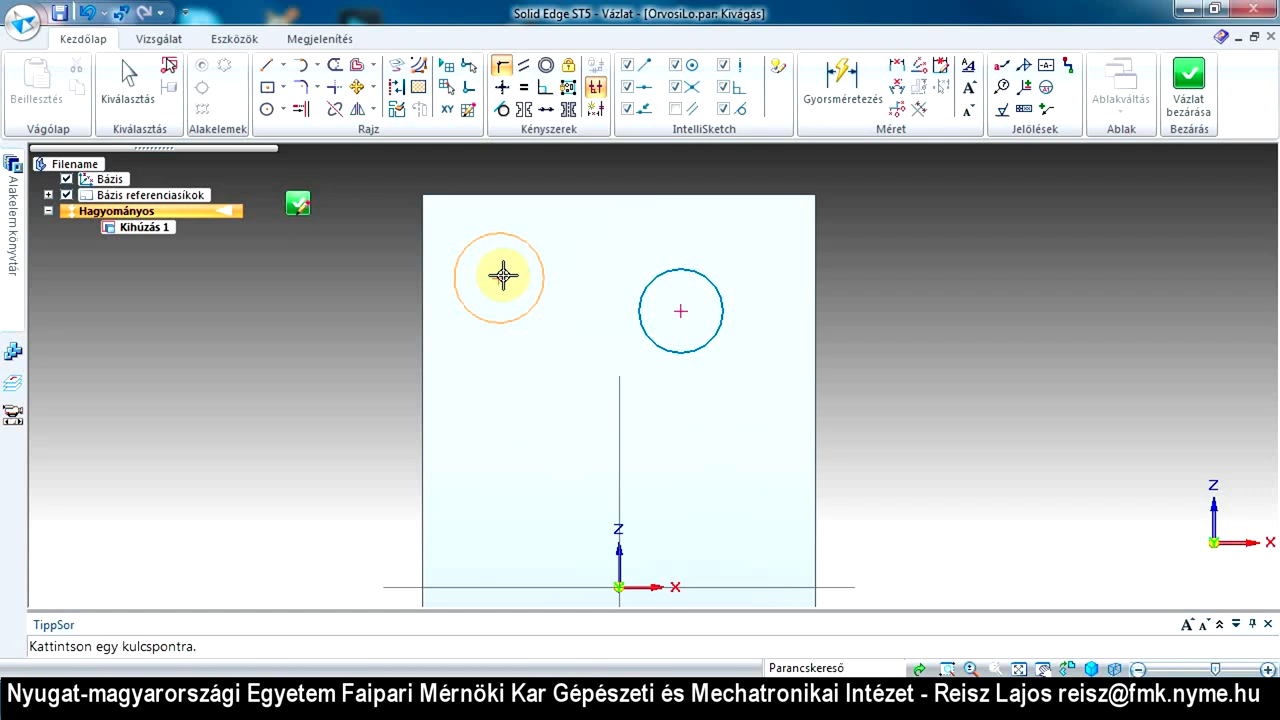 Solid Edge ST5 - Vázlat - [OrvosiLo.par: Kivágás]
Kezdőlap Vizsgálat Eszközök Megjelenítés
Beillesztés
Kiválasztás
Gyorsméretezés
Ablakváltás
Vázlat bezárása
Vágólap Kiválasztás Alakelemek Rajz Kényszerek IntelliSketch Méret Jelölések Ablak Bezárás
XY
Alakelem könyvtár
Filename
Bázis
Bázis referenciasíkok
Hagyományos
Kihúzás 1
Z
X
Z
X
TippSor
Kattintson egy kulcspontra.
Parancskereső
Nyugat-magyarországi Egyetem Faipari Mérnöki Kar Gépészeti és Mechatronikai Intézet - Reisz Lajos reisz@fmk.nyme.hu